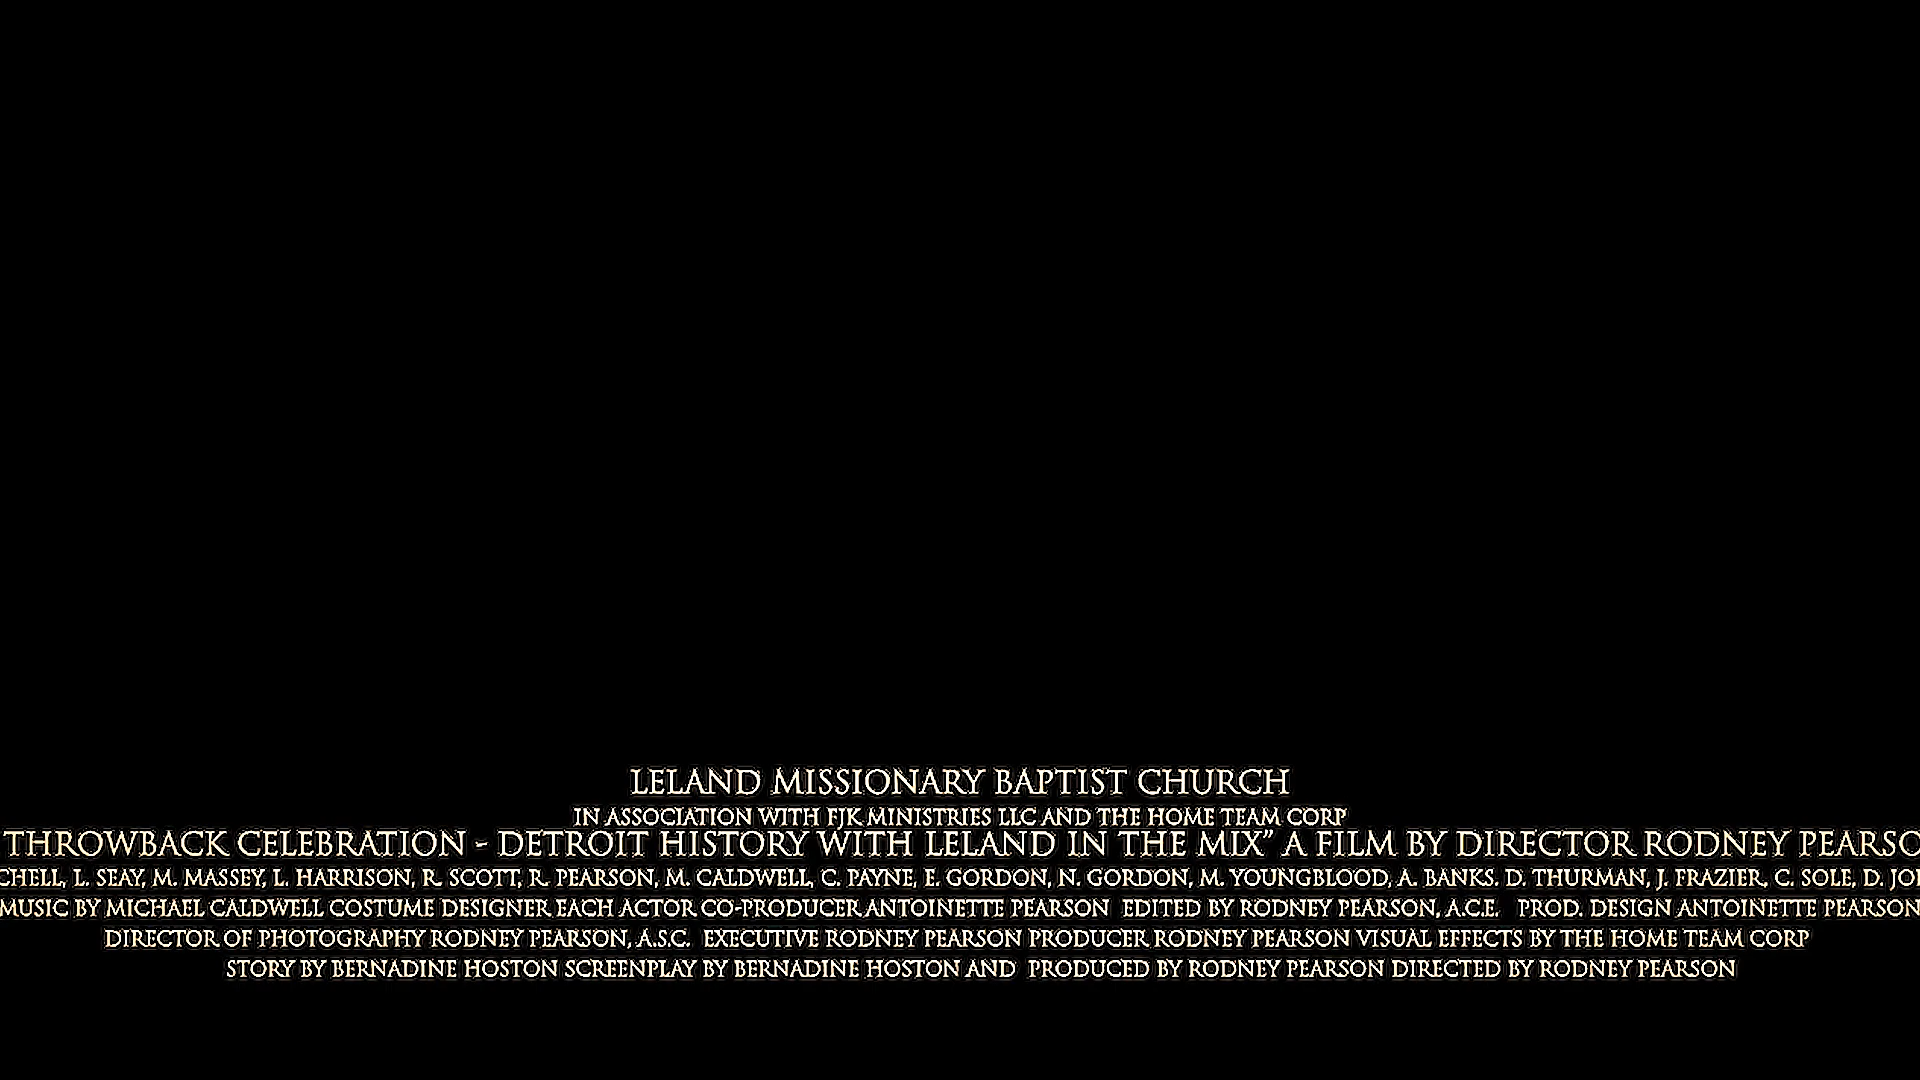 LELAND MISSIONARY BAPTIST CHURCH
IN ASSOCIATION WITH FJK MINISTRIES LLC AND THE HOME TEAM CORP
THROWBACK CELEBRATION - DETROIT HISTORY WITH LELAND IN THE MIX” A FILM BY DIRECTOR RODNEY PEARSO
CHELL, L. SEAY, M. MASSEY, L. HARRISON, R. SCOTT, R. PEARSON, M. CALDWELL, C. PAYNE, E. GORDON, N. GORDON, M. YOUNGBLOOD, A. BANKS. D. THURMAN, J. FRAZIER, C. SOLE, D. JO
MUSIC BY MICHAEL CALDWELL COSTUME DESIGNER EACH ACTOR CO-PRODUCER ANTOINETTE PEARSON EDITED BY RODNEY PEARSON, A.C.E. PROD. DESIGN ANTOINETTE PEARSON
DIRECTOR OF PHOTOGRAPHY RODNEY PEARSON, A.S.C. EXECUTIVE RODNEY PEARSON PRODUCER RODNEY PEARSON VISUAL EFFECTS BY THE HOME TEAM CORP
STORY BY BERNADINE HOSTON SCREENPLAY BY BERNADINE HOSTON AND PRODUCED BY RODNEY PEARSON DIRECTED BY RODNEY PEARSON